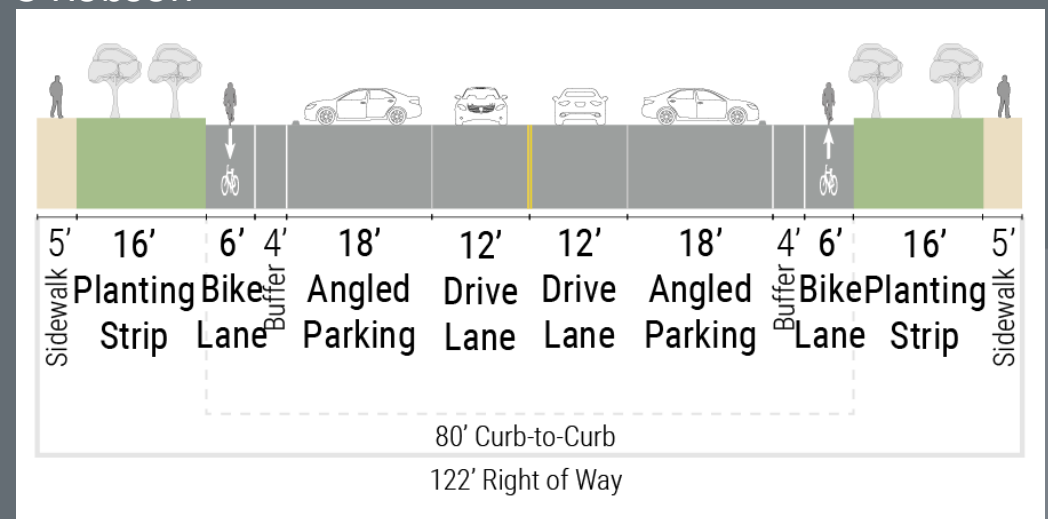 5’ 16’ 6’ 4’ 18’ 12’ 12’ 18’ 4’ 6’ 16’ 5’
Sidewalk
Planting
Strip
Bike
Lane
Buffer
Angled
Parking
Drive
Lane
Drive
Lane
Angled
Parking
Buffer
Bike
Lane
Planting
Strip
Sidewalk
80’ Curb-to-Curb
122’ Right of Way